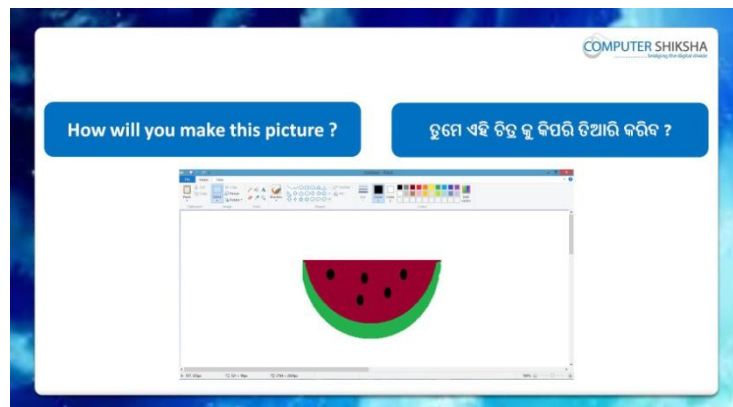 COMPUTER SHIKSHA
bridging the digital divide
How will you make this picture ?
ତୁମେ ଏହି ଚିତ୍ର କୁ କିପରି ତିଆରି କରିବ ?